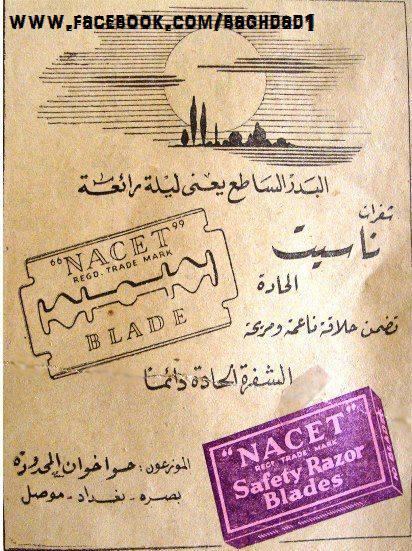 WWW.FACEBOOK.COM/BAGHDAD1
البدر الساطع يعنى ليلة رائعة
شفرات
ناسيت
الحادة
تضمن حلاقة ناعمة ومريحة
"NACET"
REGD. TRADE MARK
BLADE
الشفرة الحادة دائماً
"NACET"
REGD. TRADE MARK
Safety Razor
Blades
الموزعون: اخوان المحدودة
بصره - بغداد - موصل